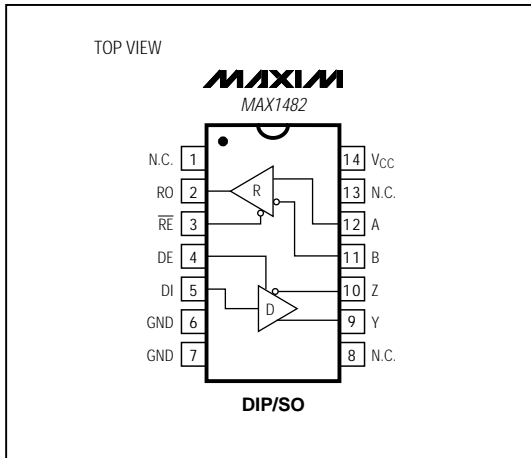 TOP VIEW
MAXIM
MAX1482
N.C. 1
RO 2
R̅E̅ 3
DE 4
DI 5
GND 6
GND 7
R
D
14 VCC
13 N.C.
12 A
11 B
10 Z
9 Y
8 N.C.
DIP/SO